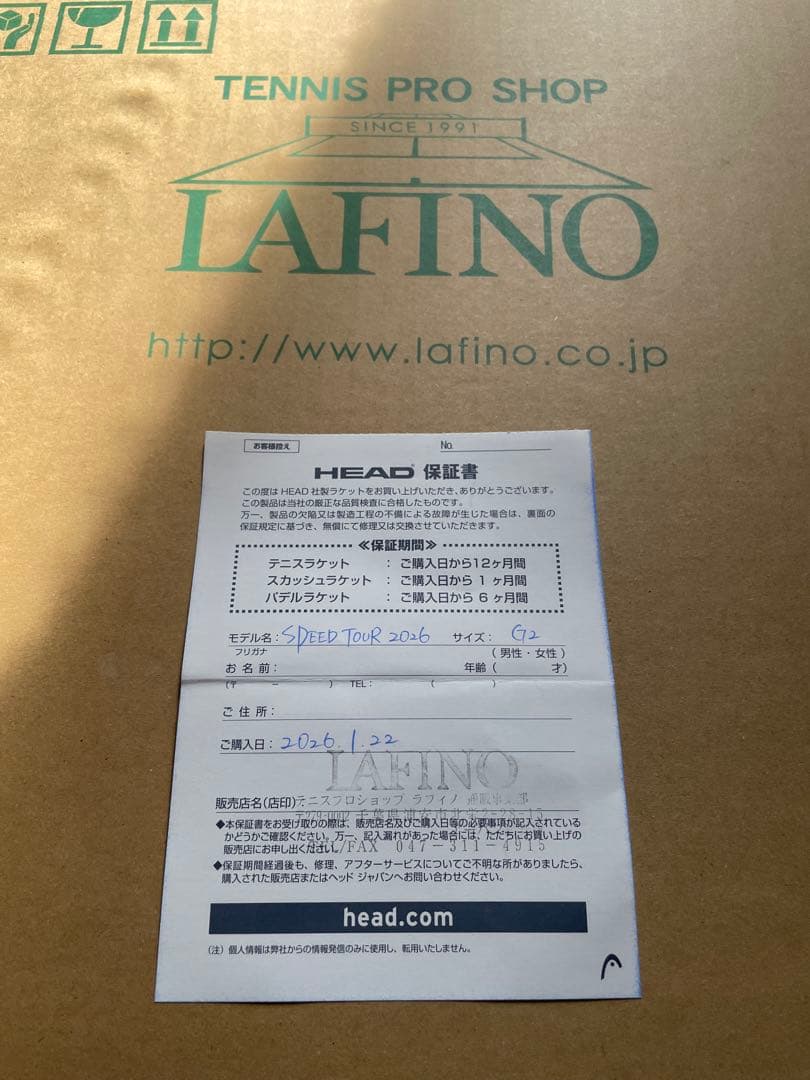 TENNIS PRO SHOP
SINCE 1991
LAFINO
http://www.lafino.co.jp
お客様控え No.
HEAD 保証書
この度は HEAD 社製ラケットをお買い上げいただき、ありがとうございます。
この製品は当社の厳正な品質検査に合格したものです。
万一、製品の欠陥又は製造工程の不備による故障が生じた場合は、裏面の
保証規定に基づき、無償にて修理又は交換させていただきます。
≪保証期間≫
テニスラケット : ご購入日から12ヶ月間
スカッシュラケット : ご購入日から 1 ヶ月間
パデルラケット : ご購入日から 6 ヶ月間
モデル名: SPEED TOUR 2026 サイズ: G2
フリガナ (男性・女性)
お名前: 年齢( 才)
(〒 − ) TEL: ( )
ご住所:
ご購入日: 2026.1.22
LAFINO
販売店名(店印): テニスプロショップ ラフィノ 通販事業部
〒279-0002 千葉県浦安市北栄
◆本保証書をお受け取りの際は、販売店名及びご購入日等の必要事項が記入されている
かどうかご確認ください。万一、記入漏れがあった場合には、ただちにお買い上げの
販売店にお申し出ください。
TEL/FAX 047-311-4915
◆保証期間経過後も、修理、アフターサービスについてご不明な所がありましたら、
購入された販売店またはヘッド ジャパンへお問い合わせください。
head.com
(注) 個人情報は弊社からの情報発信のみに使用し、転用いたしません。